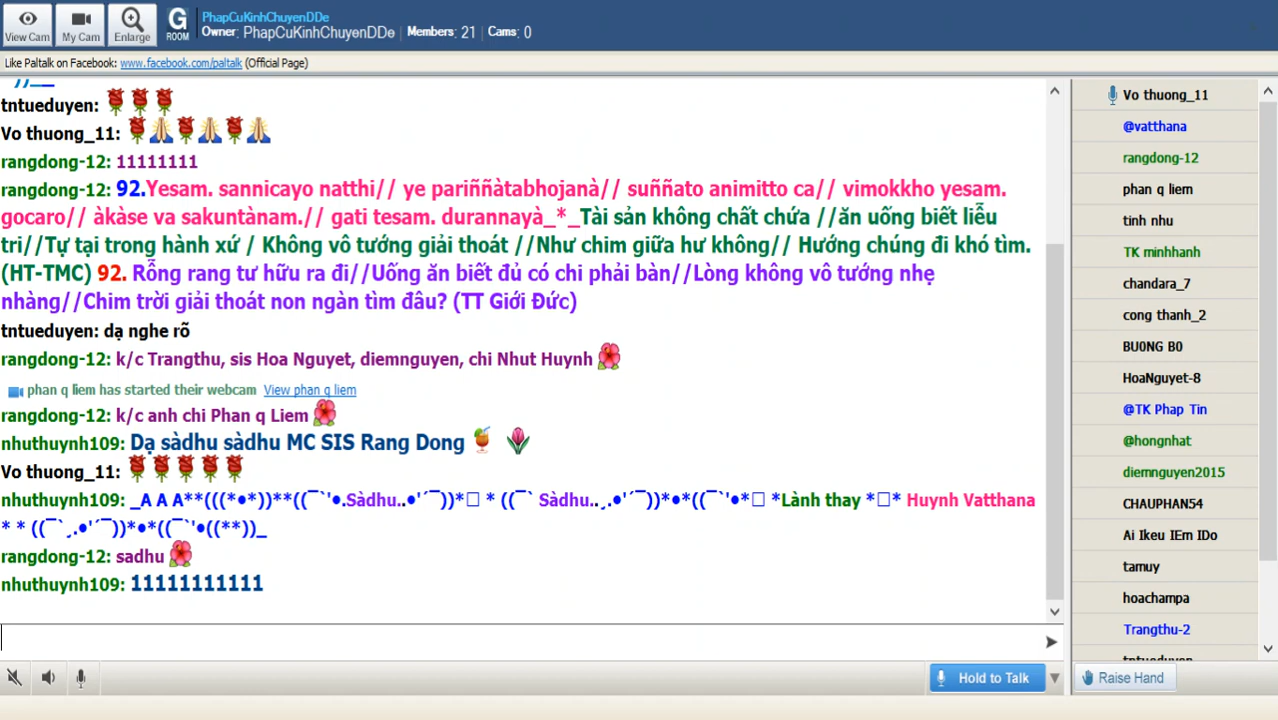 View Cam
My Cam
Enlarge
G
ROOM
PhapCuKinhChuyenDDe
Owner: PhapCuKinhChuyenDDe | Members: 21 | Cams: 0
Like Paltalk on Facebook: www.facebook.com/paltalk (Official Page)
tntueduyen:
Vo thuong_11:
rangdong-12: 11111111
rangdong-12: 92.Yesam. sannicayo natthi// ye pariññàtabhojanà// suññato animitto ca// vimokkho yesam.
gocaro// àkàse va sakuntànam.// gati tesam. durannayà_*_Tài sản không chất chứa //ăn uống biết liễu
tri//Tự tại trong hành xứ / Không vô tướng giải thoát //Như chim giữa hư không// Hướng chúng đi khó tìm.
(HT-TMC) 92. Rỗng rang tư hữu ra đi//Uống ăn biết đủ có chi phải bàn//Lòng không vô tướng nhẹ
nhàng//Chim trời giải thoát non ngàn tìm đâu? (TT Giới Đức)
tntueduyen: dạ nghe rõ
rangdong-12: k/c Trangthu, sis Hoa Nguyet, diemnguyen, chi Nhut Huynh
phan q liem has started their webcam View phan q liem
rangdong-12: k/c anh chi Phan q Liem
nhuthuynh109: Dạ sàdhu sàdhu MC SIS Rang Dong
Vo thuong_11:
nhuthuynh109: _A A A**(((*•*))**((¯`'•.Sàdhu..•'´¯))*□ * ((¯` Sàdhu..¸.•'´¯))*•*((¯`'•*□ *Lành thay *□* Huynh Vatthana
* * ((¯`¸.•'´¯))*•*((¯`'•((**))_
rangdong-12: sadhu
nhuthuynh109: 11111111111
Hold to Talk
Vo thuong_11
@vatthana
rangdong-12
phan q liem
tinh nhu
TK minhhanh
chandara_7
cong thanh_2
BU0NG B0
HoaNguyet-8
@TK Phap Tin
@hongnhat
diemnguyen2015
CHAUPHAN54
Ai Ikeu IEm IDo
tamuy
hoachampa
Trangthu-2
tntueduyen
Raise Hand